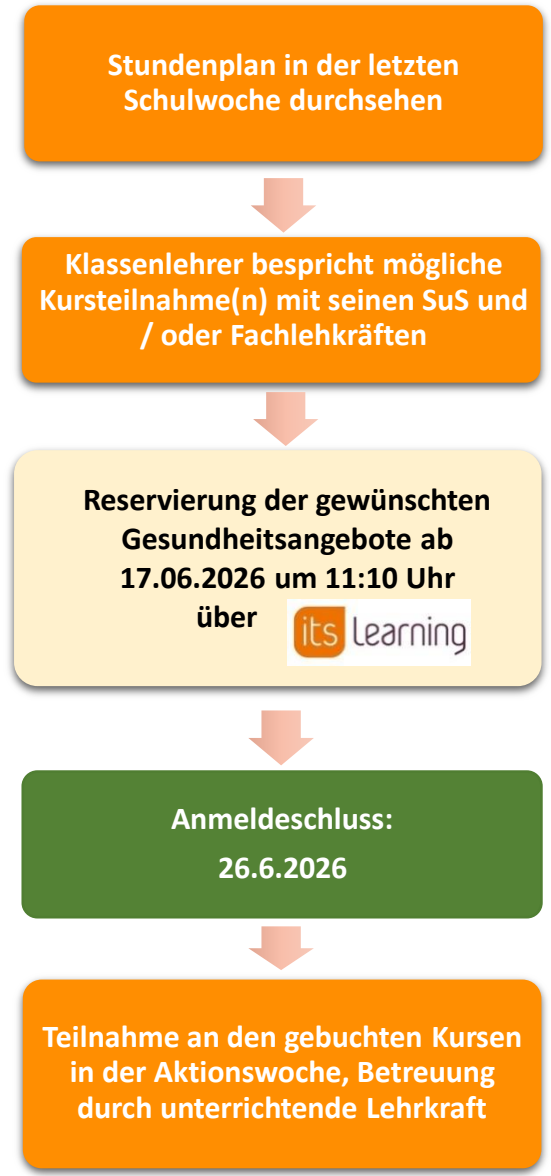 Stundenplan in der letzten
Schulwoche durchsehen
Klassenlehrer bespricht mögliche
Kursteilnahme(n) mit seinen SuS und
/ oder Fachlehkräften
Reservierung der gewünschten
Gesundheitsangebote ab
17.06.2026 um 11:10 Uhr
über its Learning
Anmeldeschluss:
26.6.2026
Teilnahme an den gebuchten Kursen
in der Aktionswoche, Betreuung
durch unterrichtende Lehrkraft